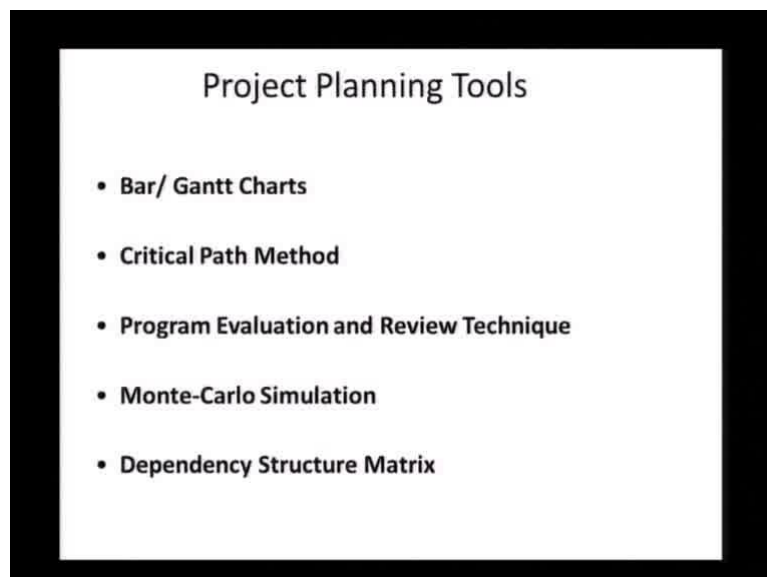 Project Planning Tools
• Bar/ Gantt Charts
• Critical Path Method
• Program Evaluation and Review Technique
• Monte-Carlo Simulation
• Dependency Structure Matrix